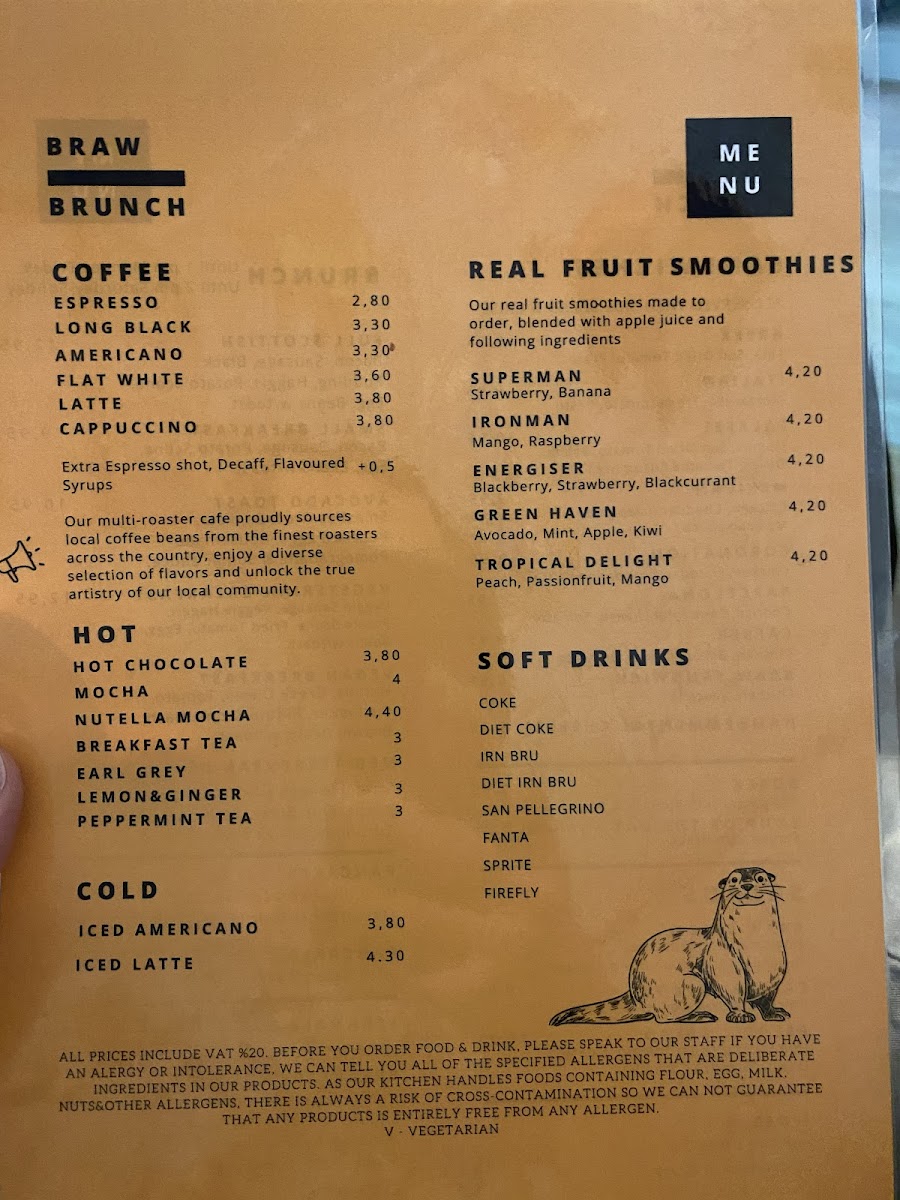 BRAW
BRUNCH
ME
NU
COFFEE
ESPRESSO 2,80
LONG BLACK 3,30
AMERICANO 3,30
FLAT WHITE 3,60
LATTE 3,80
CAPPUCCINO 3,80
Extra Espresso shot, Decaff, Flavoured +0,5
Syrups
Our multi-roaster cafe proudly sources
local coffee beans from the finest roasters
across the country, enjoy a diverse
selection of flavors and unlock the true
artistry of our local community.
HOT
HOT CHOCOLATE 3,80
MOCHA 4
NUTELLA MOCHA 4,40
BREAKFAST TEA 3
EARL GREY 3
LEMON&GINGER 3
PEPPERMINT TEA 3
COLD
ICED AMERICANO 3,80
ICED LATTE 4.30
REAL FRUIT SMOOTHIES
Our real fruit smoothies made to
order, blended with apple juice and
following ingredients
SUPERMAN 4,20
Strawberry, Banana
IRONMAN 4,20
Mango, Raspberry
ENERGISER 4,20
Blackberry, Strawberry, Blackcurrant
GREEN HAVEN 4,20
Avocado, Mint, Apple, Kiwi
TROPICAL DELIGHT 4,20
Peach, Passionfruit, Mango
SOFT DRINKS
COKE
DIET COKE
IRN BRU
DIET IRN BRU
SAN PELLEGRINO
FANTA
SPRITE
FIREFLY
ALL PRICES INCLUDE VAT %20. BEFORE YOU ORDER FOOD & DRINK, PLEASE SPEAK TO OUR STAFF IF YOU HAVE
AN ALERGY OR INTOLERANCE, WE CAN TELL YOU ALL OF THE SPECIFIED ALLERGENS THAT ARE DELIBERATE
INGREDIENTS IN OUR PRODUCTS. AS OUR KITCHEN HANDLES FOODS CONTAINING FLOUR, EGG, MILK,
NUTS&OTHER ALLERGENS, THERE IS ALWAYS A RISK OF CROSS-CONTAMINATION SO WE CAN NOT GUARANTEE
THAT ANY PRODUCTS IS ENTIRELY FREE FROM ANY ALLERGEN.
V - VEGETARIAN